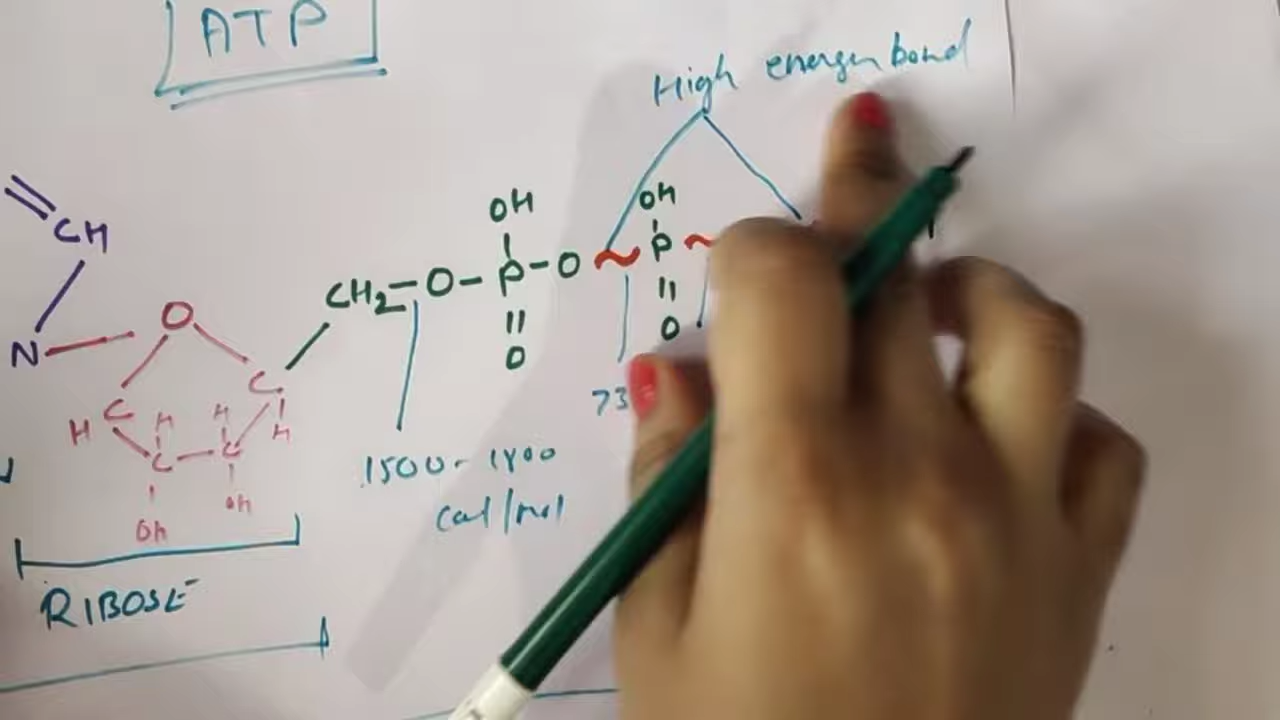 ATP
High energy bond
OH
OH
CH
P
CH₂-O-P-O~P~
O
N
C
O
O
C
H
H
H
H
C
C
OH
OH
73
1500-1800
cal/mol
RIBOSE